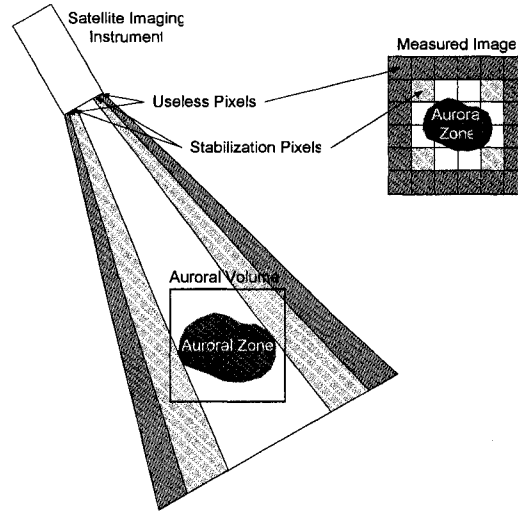 Satellite Imaging
Instrument
Measured Image
Useless Pixels
Stabilization Pixels
Aurora
Zone
Auroral Volume
Auroral Zone